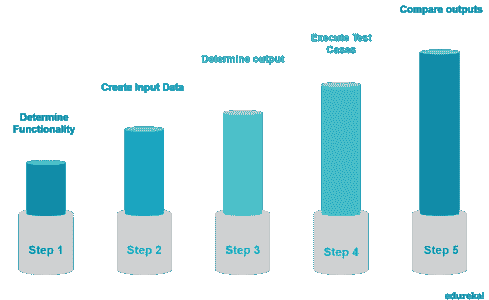 Determine
Functionality
Create Input Data
Determine output
Execute Test
Cases
Compare outputs
Step 1
Step 2
Step 3
Step 4
Step 5
edureka!